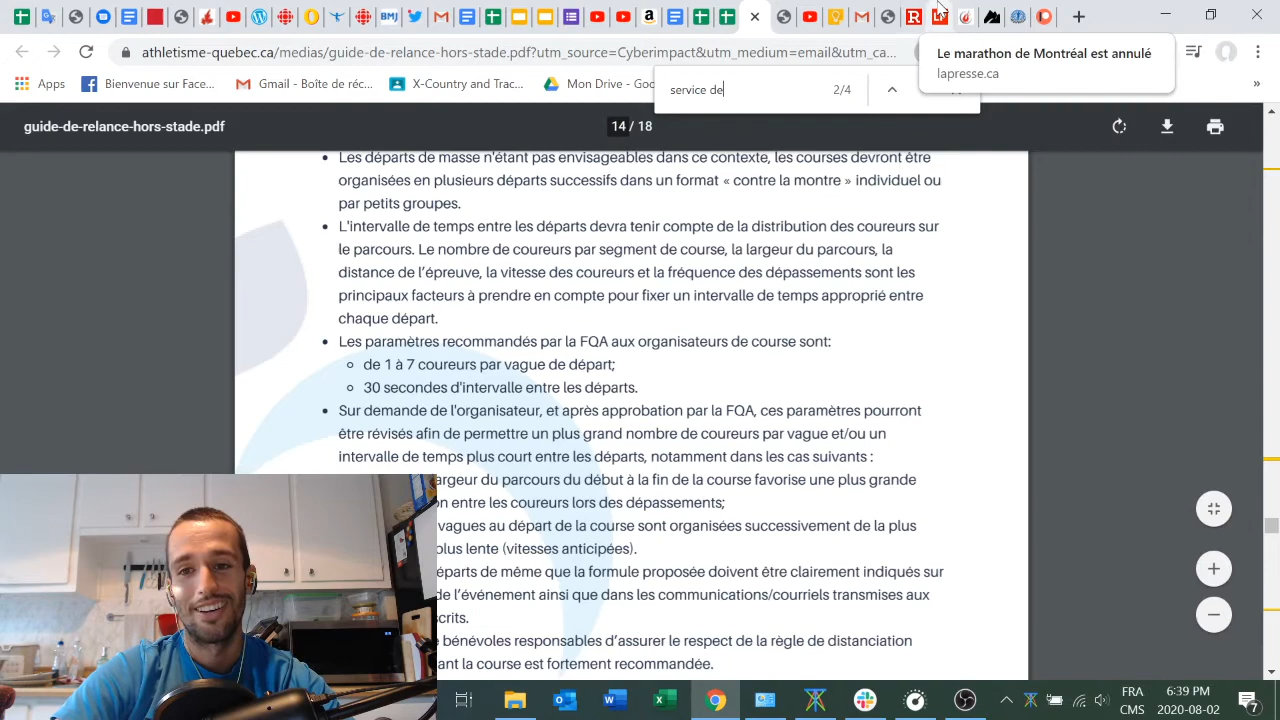 athletisme-quebec.ca/medias/guide-de-relance-hors-stade.pdf?utm_source=Cyberimpact&utm_medium=email&utm_ca...
Le marathon de Montréal est annulé
lapresse.ca
Apps
Bienvenue sur Face...
Gmail - Boîte de réc...
X-Country and Trac...
Mon Drive - Goo
»
service de
2/4
guide-de-relance-hors-stade.pdf
14 / 18
• Les départs de masse n'étant pas envisageables dans ce contexte, les courses devront être
organisées en plusieurs départs successifs dans un format « contre la montre » individuel ou
par petits groupes.
• L'intervalle de temps entre les départs devra tenir compte de la distribution des coureurs sur
le parcours. Le nombre de coureurs par segment de course, la largeur du parcours, la
distance de l'épreuve, la vitesse des coureurs et la fréquence des dépassements sont les
principaux facteurs à prendre en compte pour fixer un intervalle de temps approprié entre
chaque départ.
• Les paramètres recommandés par la FQA aux organisateurs de course sont:
de 1 à 7 coureurs par vague de départ;
30 secondes d'intervalle entre les départs.
• Sur demande de l'organisateur, et après approbation par la FQA, ces paramètres pourront
être révisés afin de permettre un plus grand nombre de coureurs par vague et/ou un
intervalle de temps plus court entre les départs, notamment dans les cas suivants :
argeur du parcours du début à la fin de la course favorise une plus grande
on entre les coureurs lors des dépassements;
vagues au départ de la course sont organisées successivement de la plus
plus lente (vitesses anticipées).
éparts de même que la formule proposée doivent être clairement indiqués sur
de l'événement ainsi que dans les communications/courriels transmises aux
scrits.
e bénévoles responsables d'assurer le respect de la règle de distanciation
ant la course est fortement recommandée.
FRA 6:39 PM
CMS 2020-08-02
7